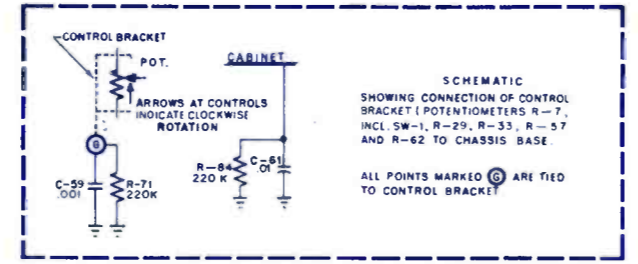 CONTROL BRACKET
POT.
CABINET
ARROWS AT CONTROLS
INDICATE CLOCKWISE
ROTATION
G
C-59
.001
R-71
220K
R-84
220 K
C-61
.01
SCHEMATIC
SHOWING CONNECTION OF CONTROL
BRACKET ( POTENTIOMETERS R-7,
INCL. SW-1, R-29, R-33, R-57
AND R-62 TO CHASSIS BASE.
ALL POINTS MARKED G ARE TIED
TO CONTROL BRACKET